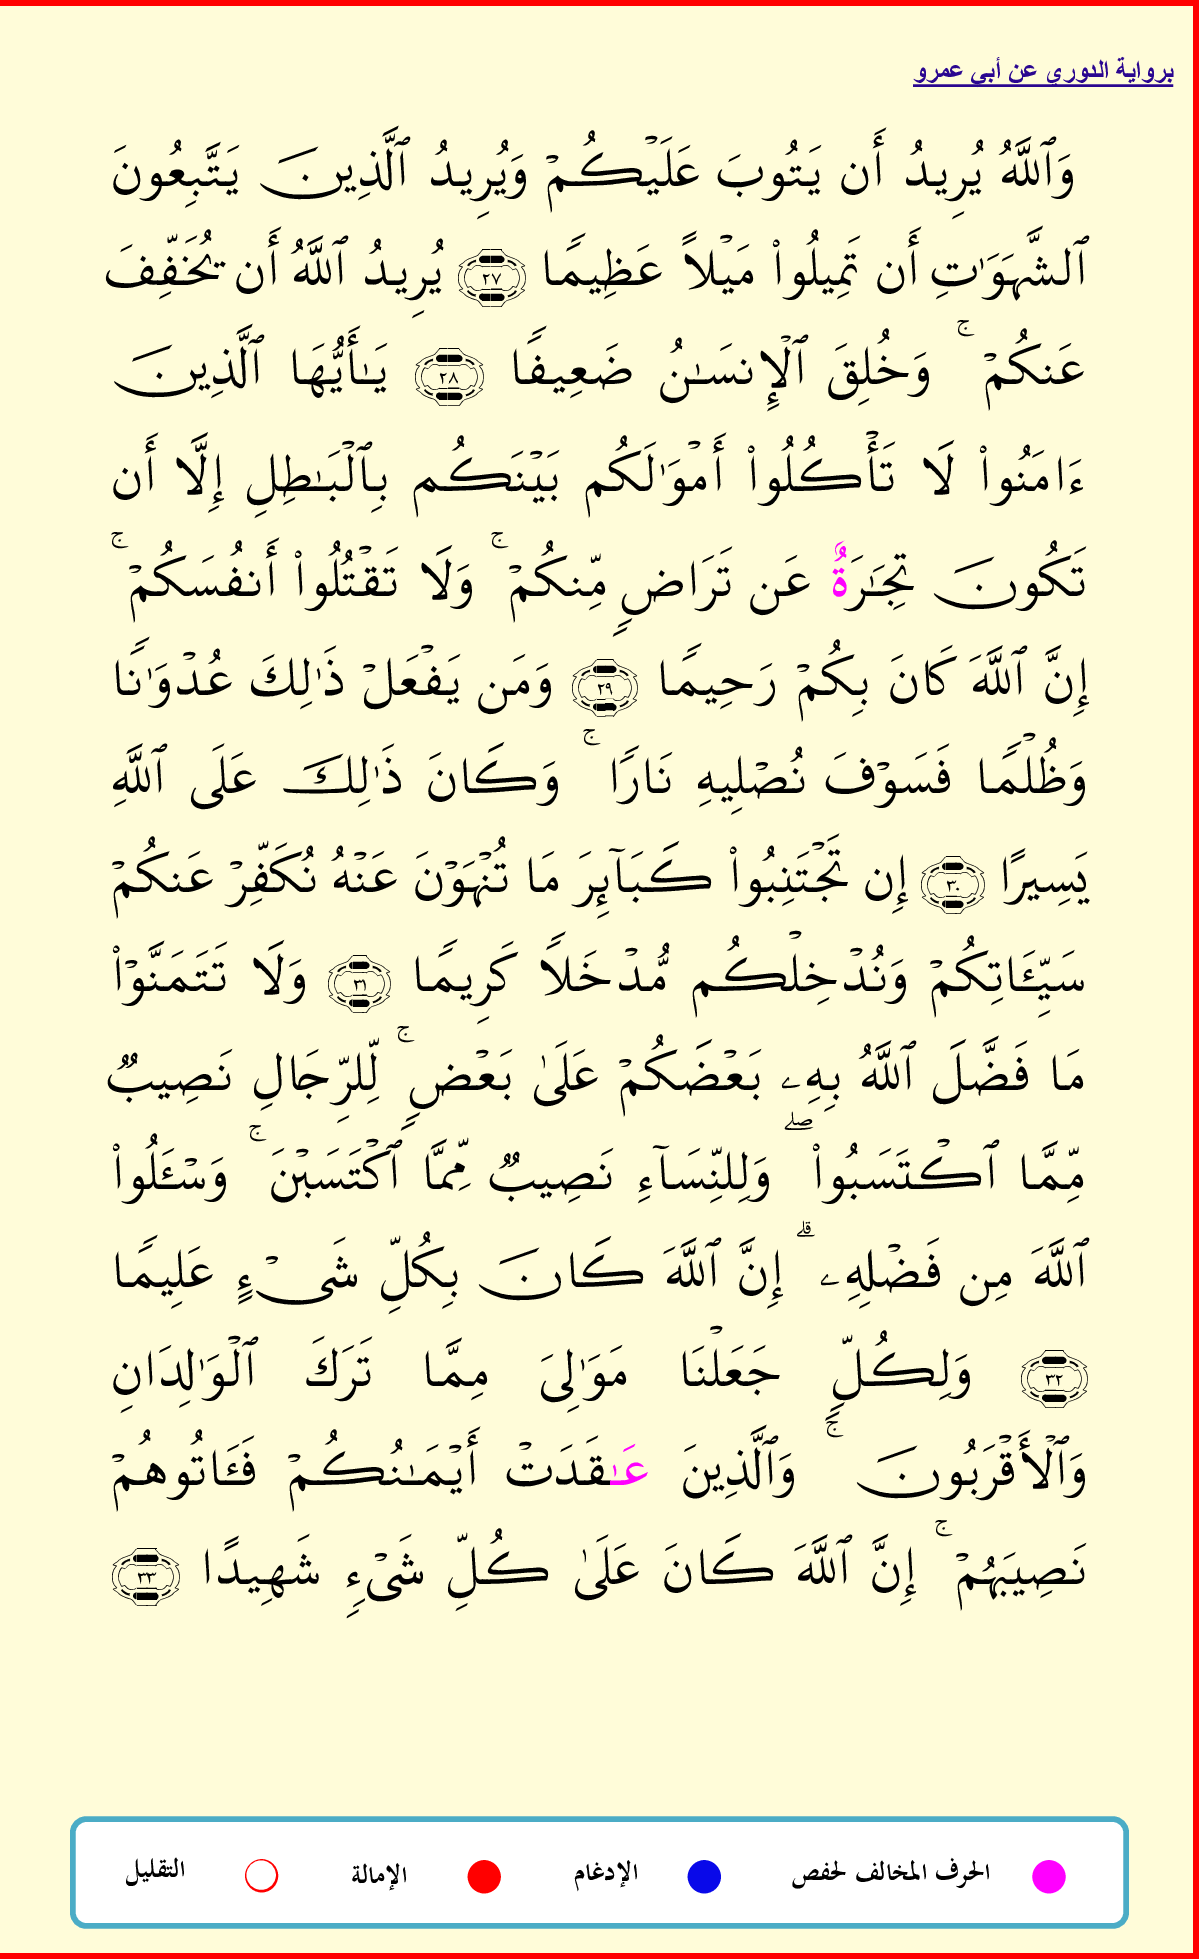 برواية الدوري عن أبي عمرو
وَٱللَّهُ يُرِيدُ أَن يَتُوبَ عَلَيۡكُمۡ وَيُرِيدُ ٱلَّذِينَ يَتَّبِعُونَ
ٱلشَّهَوَٰتِ أَن تَمِيلُواْ مَيۡلًا عَظِيمًا ٢٧ يُرِيدُ ٱللَّهُ أَن يُخَفِّفَ
عَنكُمۡۚ وَخُلِقَ ٱلۡإِنسَٰنُ ضَعِيفًا ٢٨ يَٰٓأَيُّهَا ٱلَّذِينَ
ءَامَنُواْ لَا تَأۡكُلُوٓاْ أَمۡوَٰلَكُم بَيۡنَكُم بِٱلۡبَٰطِلِ إِلَّآ أَن
تَكُونَ تِجَٰرَةٌ عَن تَرَاضٍ مِّنكُمۡۚ وَلَا تَقۡتُلُوٓاْ أَنفُسَكُمۡۚ
إِنَّ ٱللَّهَ كَانَ بِكُمۡ رَحِيمًا ٢٩ وَمَن يَفۡعَلۡ ذَٰلِكَ عُدۡوَٰنًا
وَظُلۡمًا فَسَوۡفَ نُصۡلِيهِ نَارًاۚ وَكَانَ ذَٰلِكَ عَلَى ٱللَّهِ
يَسِيرًا ٣٠ إِن تَجۡتَنِبُواْ كَبَآئِرَ مَا تُنۡهَوۡنَ عَنۡهُ نُكَفِّرۡ عَنكُمۡ
سَيِّـَٔاتِكُمۡ وَنُدۡخِلۡكُم مُّدۡخَلًا كَرِيمًا ٣١ وَلَا تَتَمَنَّوۡاْ
مَا فَضَّلَ ٱللَّهُ بِهِۦ بَعۡضَكُمۡ عَلَىٰ بَعۡضٍۚ لِّلرِّجَالِ نَصِيبٌ
مِّمَّا ٱكۡتَسَبُواْۖ وَلِلنِّسَآءِ نَصِيبٌ مِّمَّا ٱكۡتَسَبۡنَۚ وَسۡـَٔلُواْ
ٱللَّهَ مِن فَضۡلِهِۦٓۗ إِنَّ ٱللَّهَ كَانَ بِكُلِّ شَيۡءٍ عَلِيمًا
٣٢ وَلِكُلٍّ جَعَلۡنَا مَوَٰلِيَ مِمَّا تَرَكَ ٱلۡوَٰلِدَانِ
وَٱلۡأَقۡرَبُونَۚ وَٱلَّذِينَ عَٰقَدَتۡ أَيۡمَٰنُكُمۡ فَـَٔاتُوهُمۡ
نَصِيبَهُمۡۚ إِنَّ ٱللَّهَ كَانَ عَلَىٰ كُلِّ شَيۡءٍ شَهِيدًا ٣٣
الحرف المخالف لحفص الإدغام الإمالة التقليل